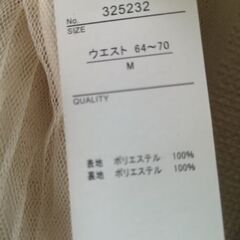 No. 325232
SIZE
ウエスト 64～70
M
QUALITY
表地 ポリエステル 100%
裏地 ポリエステル 100%